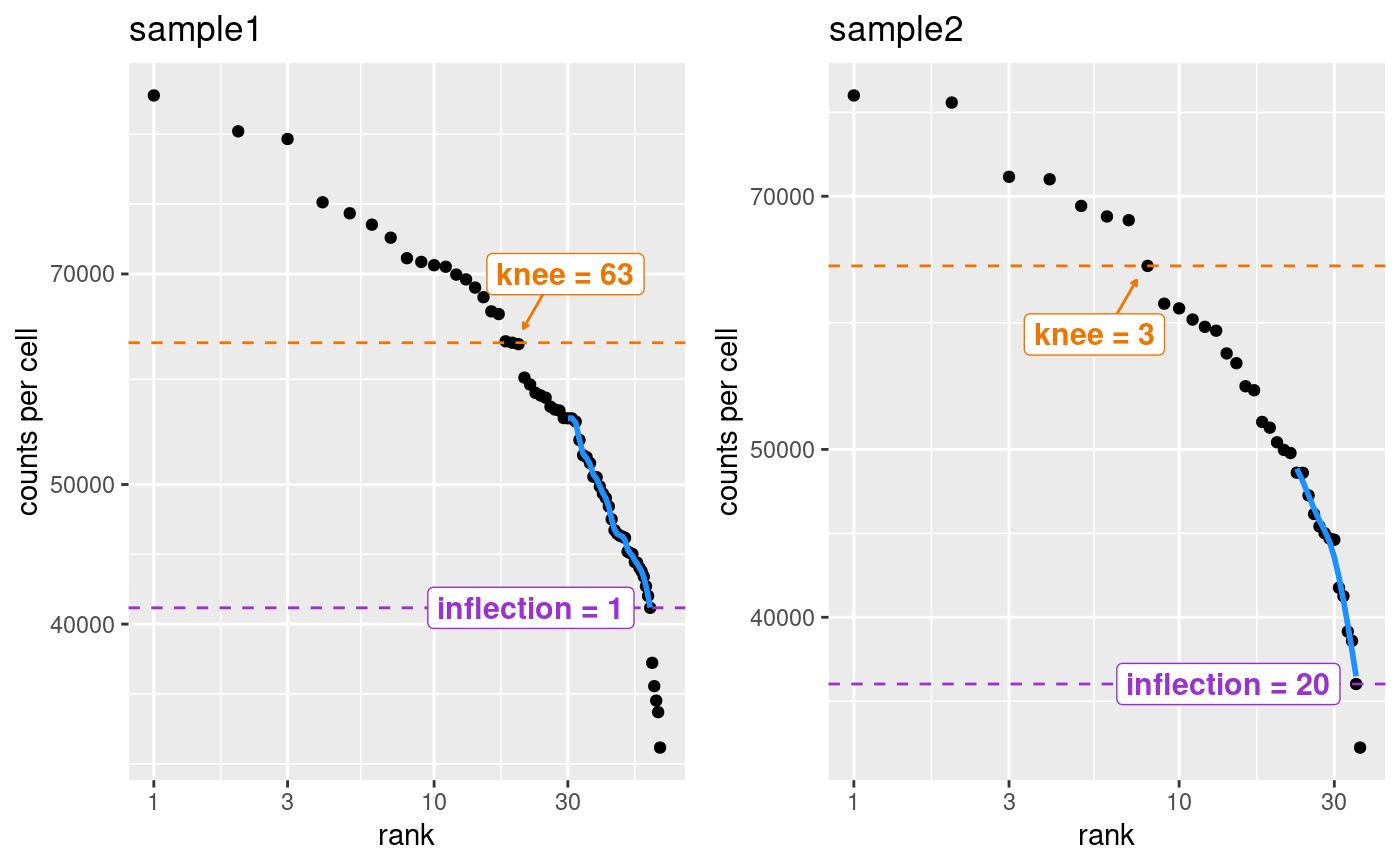 sample1
70000
50000
40000
counts per cell
knee = 63
inflection = 1
1
3
10
30
rank
sample2
70000
50000
40000
counts per cell
knee = 3
inflection = 20
1
3
10
30
rank